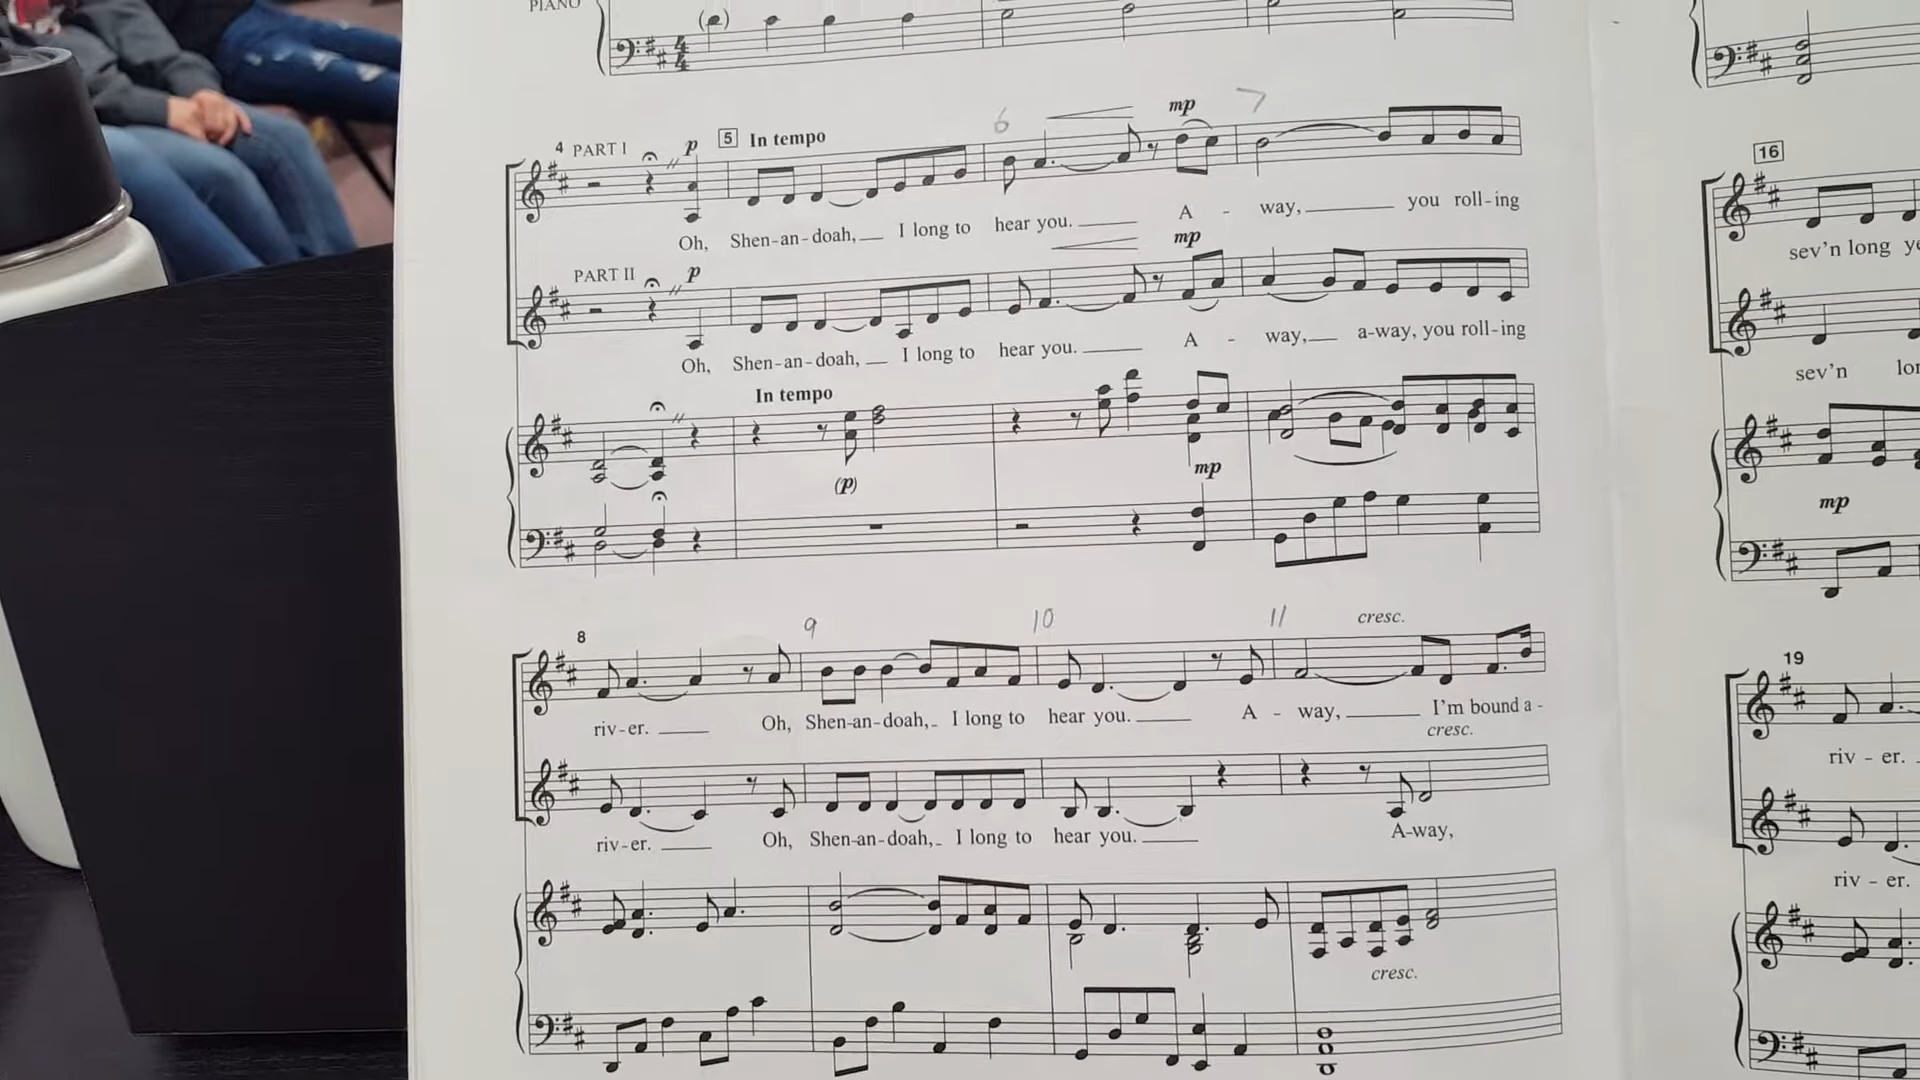 PIANO
4 PART I p 5 In tempo 6 mp 7
Oh, Shen-an-doah, I long to hear you. A - way, you roll-ing
PART II p mp
Oh, Shen-an-doah, I long to hear you. A - way, a-way, you roll-ing
In tempo
(p) mp
8 9 10 11 cresc.
riv-er. Oh, Shen-an-doah, I long to hear you. A - way, I'm bound a-
cresc.
riv-er. Oh, Shen-an-doah, I long to hear you. A-way,
cresc.
16
sev'n long
sev'n
mp
19
riv - er.
riv - er.